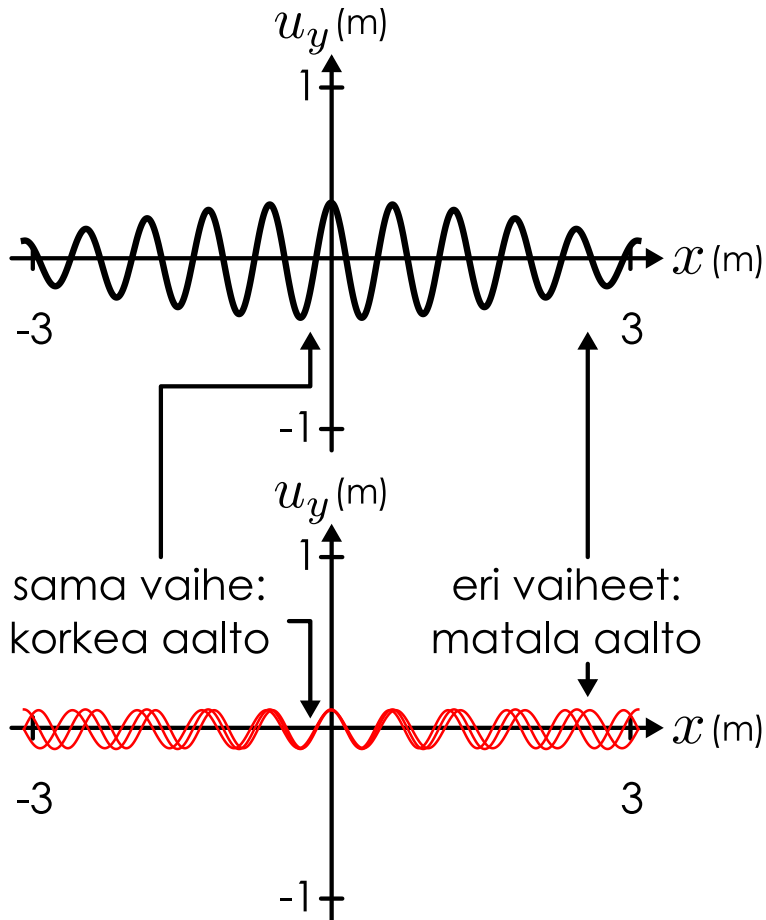 u_y (m)
1
x (m)
-3
3
-1
u_y (m)
1
sama vaihe:
korkea aalto
eri vaiheet:
matala aalto
x (m)
-3
3
-1